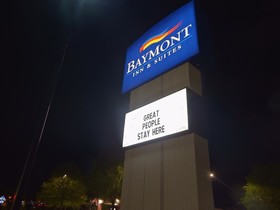 BAYMONT
INN & SUITES
GREAT
PEOPLE
STAY HERE